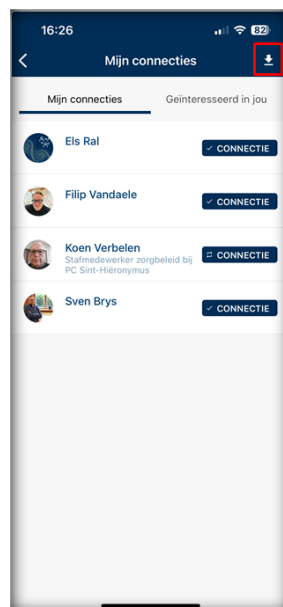 16:26
82
Mijn connecties
Mijn connecties
Geïnteresseerd in jou
Els Ral
CONNECTIE
Filip Vandaele
CONNECTIE
Koen Verbelen
Stafmedewerker zorgbeleid bij
PC Sint-Hiëronymus
CONNECTIE
Sven Brys
CONNECTIE